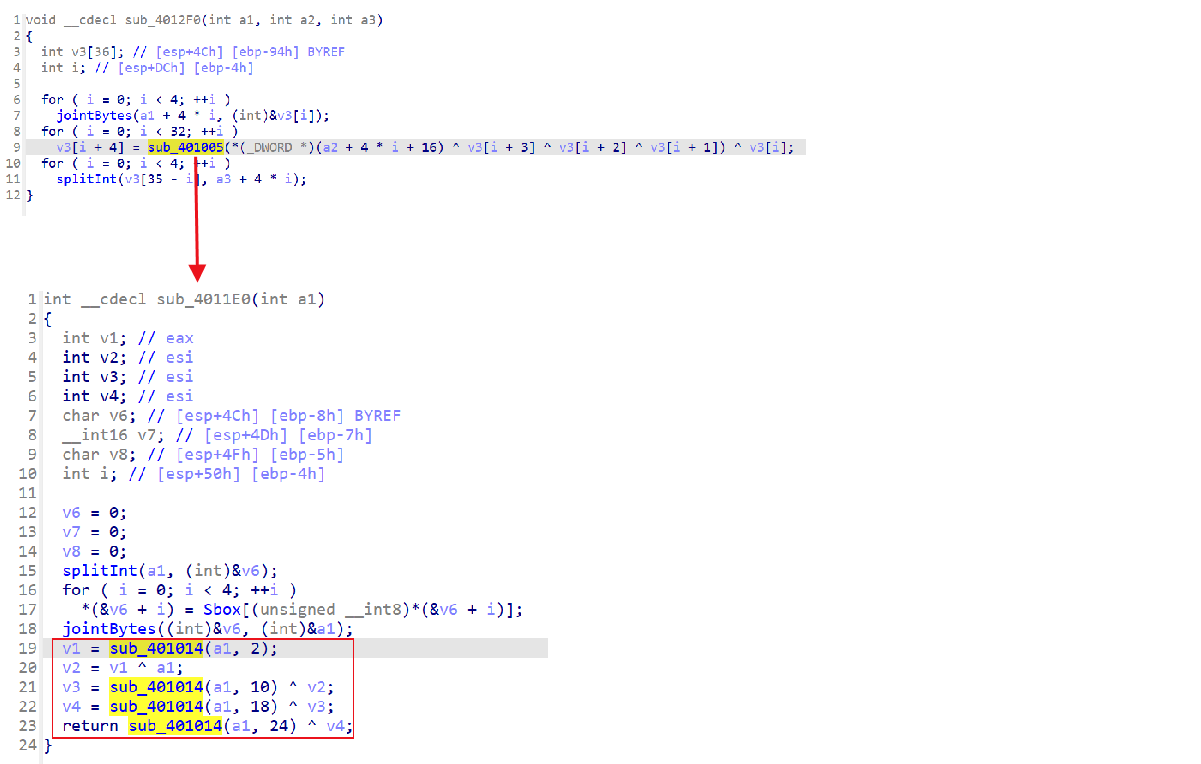 1 void __cdecl sub_4012F0(int a1, int a2, int a3)
2 {
3 int v3[36]; // [esp+4Ch] [ebp-94h] BYREF
4 int i; // [esp+DCh] [ebp-4h]
5
6 for ( i = 0; i < 4; ++i )
7 jointBytes(a1 + 4 * i, (int)&v3[i]);
8 for ( i = 0; i < 32; ++i )
9 v3[i + 4] = sub_401005(*(_DWORD *)(a2 + 4 * i + 16) ^ v3[i + 3] ^ v3[i + 2] ^ v3[i + 1]) ^ v3[i];
10 for ( i = 0; i < 4; ++i )
11 splitInt(v3[35 - i], a3 + 4 * i);
12 }
1 int __cdecl sub_4011E0(int a1)
2 {
3 int v1; // eax
4 int v2; // esi
5 int v3; // esi
6 int v4; // esi
7 char v6; // [esp+4Ch] [ebp-8h] BYREF
8 __int16 v7; // [esp+4Dh] [ebp-7h]
9 char v8; // [esp+4Fh] [ebp-5h]
10 int i; // [esp+50h] [ebp-4h]
11
12 v6 = 0;
13 v7 = 0;
14 v8 = 0;
15 splitInt(a1, (int)&v6);
16 for ( i = 0; i < 4; ++i )
17 *(&v6 + i) = Sbox[(unsigned __int8)*(&v6 + i)];
18 jointBytes((int)&v6, (int)&a1);
19 v1 = sub_401014(a1, 2);
20 v2 = v1 ^ a1;
21 v3 = sub_401014(a1, 10) ^ v2;
22 v4 = sub_401014(a1, 18) ^ v3;
23 return sub_401014(a1, 24) ^ v4;
24 }